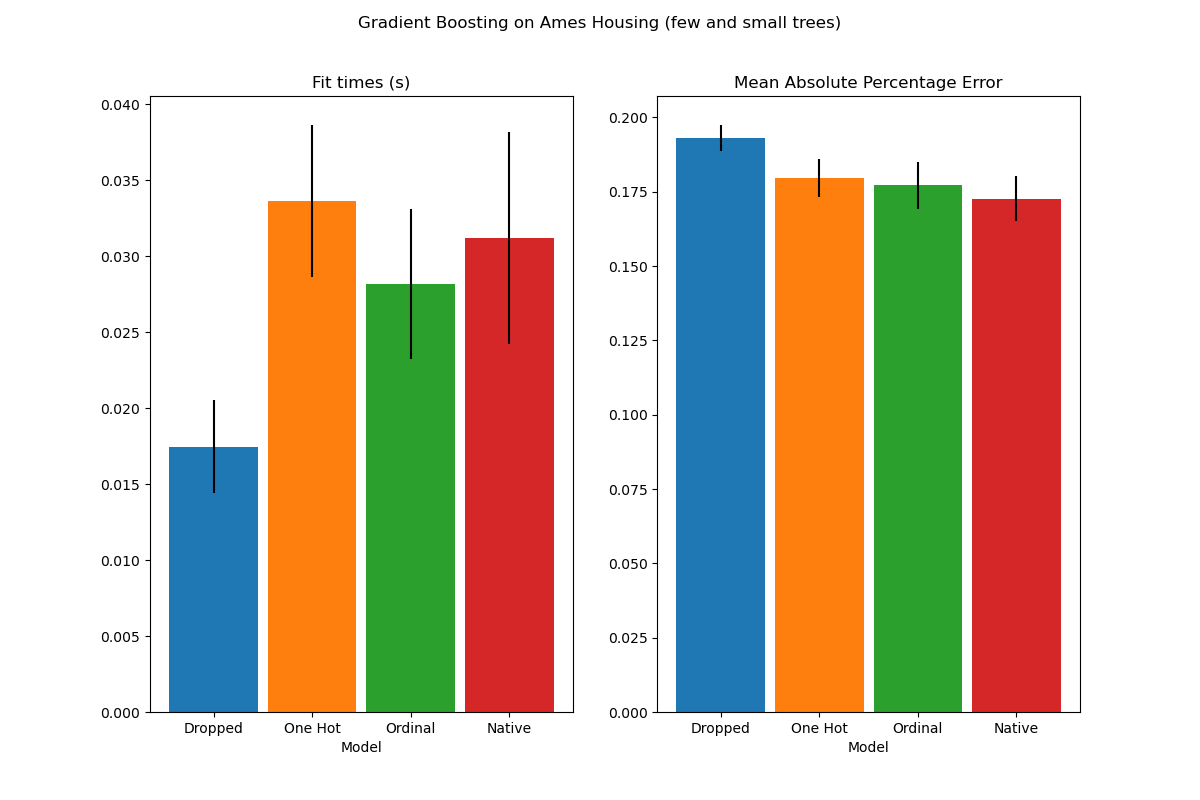 Gradient Boosting on Ames Housing (few and small trees)
Fit times (s)
0.040
0.035
0.030
0.025
0.020
0.015
0.010
0.005
0.000
Dropped One Hot Ordinal Native
Model
Mean Absolute Percentage Error
0.200
0.175
0.150
0.125
0.100
0.075
0.050
0.025
0.000
Dropped One Hot Ordinal Native
Model